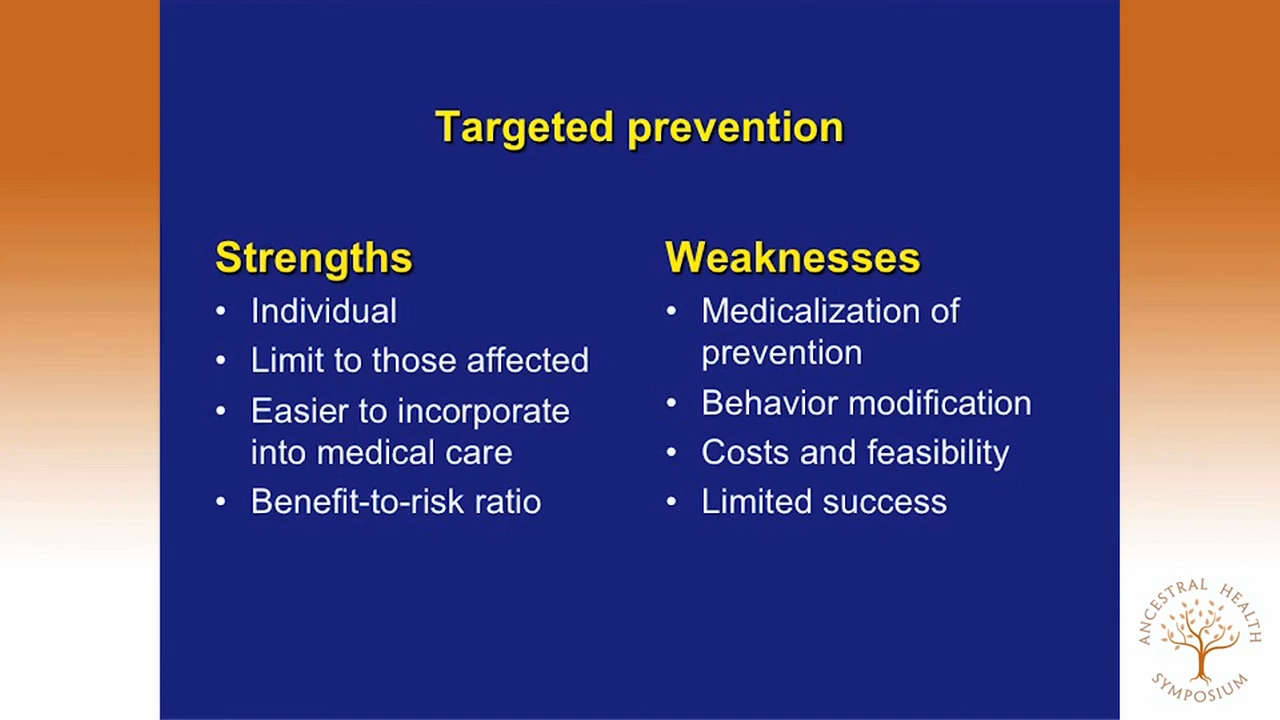 Targeted prevention
Strengths
• Individual
• Limit to those affected
• Easier to incorporate
into medical care
• Benefit-to-risk ratio
Weaknesses
• Medicalization of
prevention
• Behavior modification
• Costs and feasibility
• Limited success
ANCESTRAL HEALTH
SYMPOSIUM